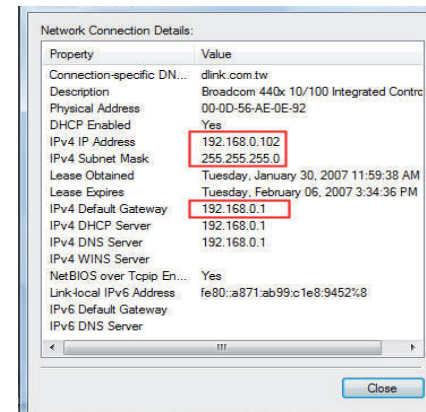 Network Connection Details:
Property Value
Connection-specific DN... dlink.com.tw
Description Broadcom 440x 10/100 Integrated Contrc
Physical Address 00-0D-56-AE-0E-92
DHCP Enabled Yes
IPv4 IP Address 192.168.0.102
IPv4 Subnet Mask 255.255.255.0
Lease Obtained Tuesday, January 30, 2007 11:59:38 AM
Lease Expires Tuesday, February 06, 2007 3:34:36 PM
IPv4 Default Gateway 192.168.0.1
IPv4 DHCP Server 192.168.0.1
IPv4 DNS Server 192.168.0.1
IPv4 WINS Server
NetBIOS over Tcpip En... Yes
Link-local IPv6 Address fe80::a871:ab99:c1e8:9452%8
IPv6 Default Gateway
IPv6 DNS Server
Close